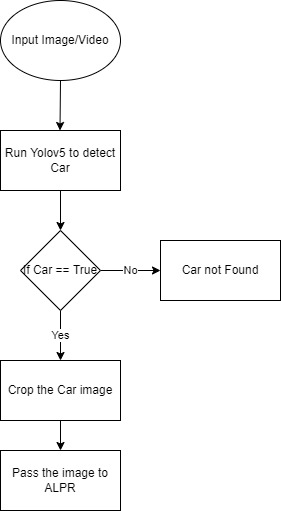 Input Image/Video
Run Yolov5 to detect
Car
If Car == True
No
Car not Found
Yes
Crop the Car image
Pass the image to
ALPR